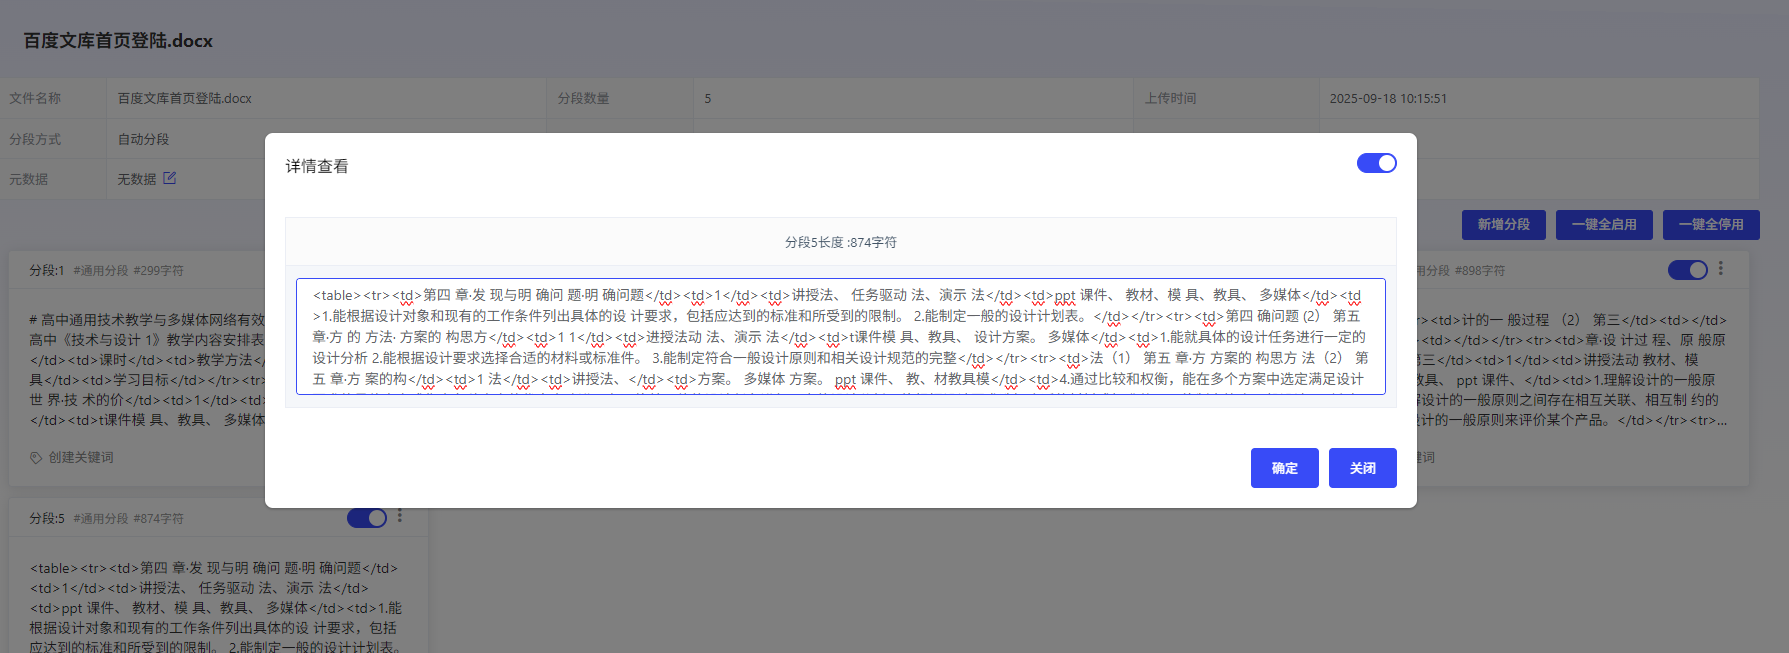 百度文库首页登陆.docx
文件名称 百度文库首页登陆.docx 分段数量 5 上传时间 2025-09-18 10:15:51
分段方式 自动分段
元数据 无数据
详情查看
新增分段 一键全启用 一键全停用
分段5长度 :874字符
<table><tr><td>第四 章·发 现与明 确问 题·明 确问题</td><td>1</td><td>讲授法、 任务驱动 法、演示 法</td><td>ppt 课件、 教材、模 具、教具、 多媒体</td><td
>1.能根据设计对象和现有的工作条件列出具体的设 计要求，包括应达到的标准和所受到的限制。 2.能制定一般的设计计划表。</td></tr><tr><td>第四 确问题 (2） 第五
章·方 的 方法· 方案的 构思方</td><td>1 1</td><td>讲授法动 法、演示 法</td><td>t课件模 具、教具、 设计方案。 多媒体</td><td>1.能就具体的设计任务进行一定的
设计分析 2.能根据设计要求选择合适的材料或标准件。 3.能制定符合一般设计原则和相关设计规范的完整</td></tr><tr><td>法（1） 第五 章·方 方案的 构思方 法（2） 第
五 章·方 案的构</td><td>1 法</td><td>讲授法、</td><td>方案。 多媒体 方案。 ppt 课件、 教、材教具模</td><td>4.通过比较和权衡，能在多个方案中选定满足设计
确定 关闭
分段:1 #通用分段 #299字符
# 高中通用技术教学与多媒体网络有效
高中《技术与设计 1》教学内容安排表
</td><td>课时</td><td>教学方法</
具</td><td>学习目标</td></tr><tr>
世 界·技 术的价</td><td>1</td><t
</td><td>t课件模 具、教具、 多媒体
创建关键词
用分段 #898字符
><td>计的一 般过程 （2） 第三</td><td></td>
<td></td></tr><tr><td>章·设 计过 程、原 般原
第三</td><td>1</td><td>讲授法动 教材、模
教具、 ppt 课件、</td><td>1.理解设计的一般原
解设计的一般原则之间存在相互关联、相互制 约的
设计的一般原则来评价某个产品。</td></tr><tr>...
键词
分段:5 #通用分段 #874字符
<table><tr><td>第四 章·发 现与明 确问 题·明 确问题</td>
<td>1</td><td>讲授法、 任务驱动 法、演示 法</td>
<td>ppt 课件、 教材、模 具、教具、 多媒体</td><td>1.能
根据设计对象和现有的工作条件列出具体的设 计要求，包括
应达到的标准和所受到的限制。 2.能制定一般的设计计划表。